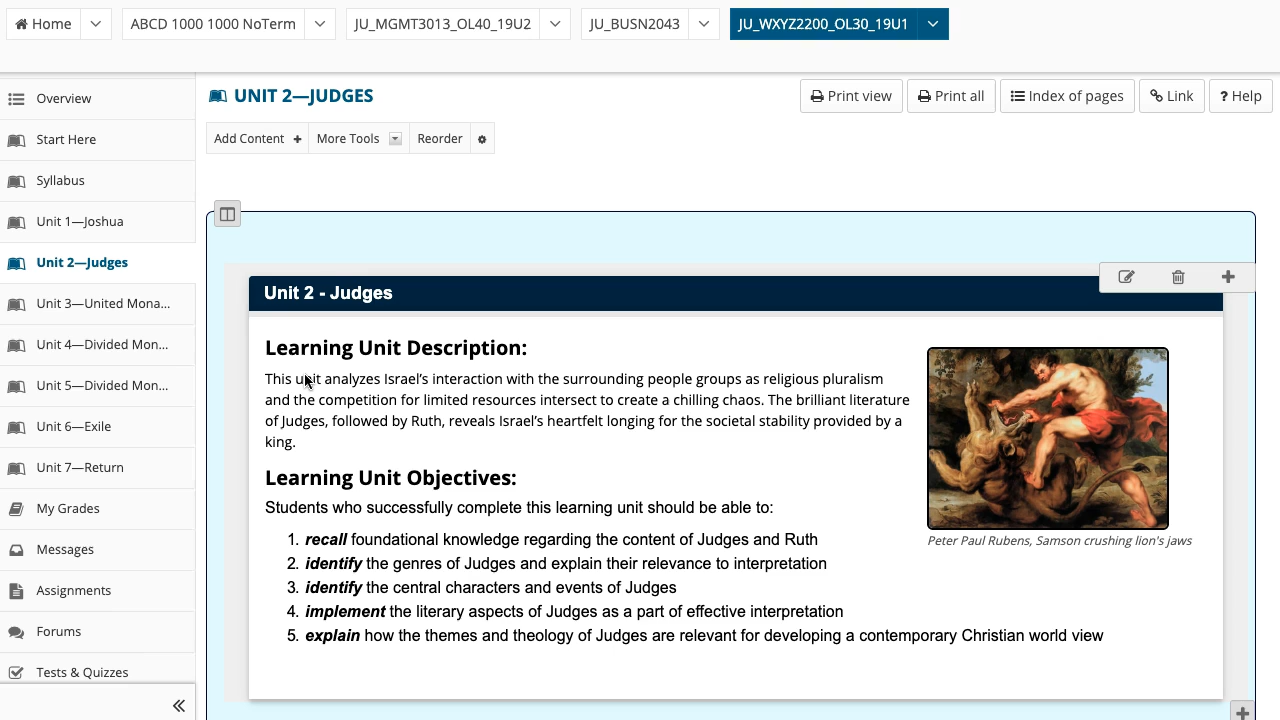 Home
ABCD 1000 1000 NoTerm
JU_MGMT3013_OL40_19U2
JU_BUSN2043
JU_WXYZ2200_OL30_19U1
Overview
Start Here
Syllabus
Unit 1—Joshua
Unit 2—Judges
Unit 3—United Mona...
Unit 4—Divided Mon...
Unit 5—Divided Mon...
Unit 6—Exile
Unit 7—Return
My Grades
Messages
Assignments
Forums
Tests & Quizzes
UNIT 2—JUDGES
Print view
Print all
Index of pages
Link
? Help
Add Content
More Tools
Reorder
Unit 2 - Judges
Learning Unit Description:
This unit analyzes Israel's interaction with the surrounding people groups as religious pluralism
and the competition for limited resources intersect to create a chilling chaos. The brilliant literature
of Judges, followed by Ruth, reveals Israel's heartfelt longing for the societal stability provided by a
king.
Learning Unit Objectives:
Students who successfully complete this learning unit should be able to:
1. recall foundational knowledge regarding the content of Judges and Ruth
2. identify the genres of Judges and explain their relevance to interpretation
3. identify the central characters and events of Judges
4. implement the literary aspects of Judges as a part of effective interpretation
5. explain how the themes and theology of Judges are relevant for developing a contemporary Christian world view
Peter Paul Rubens, Samson crushing lion's jaws